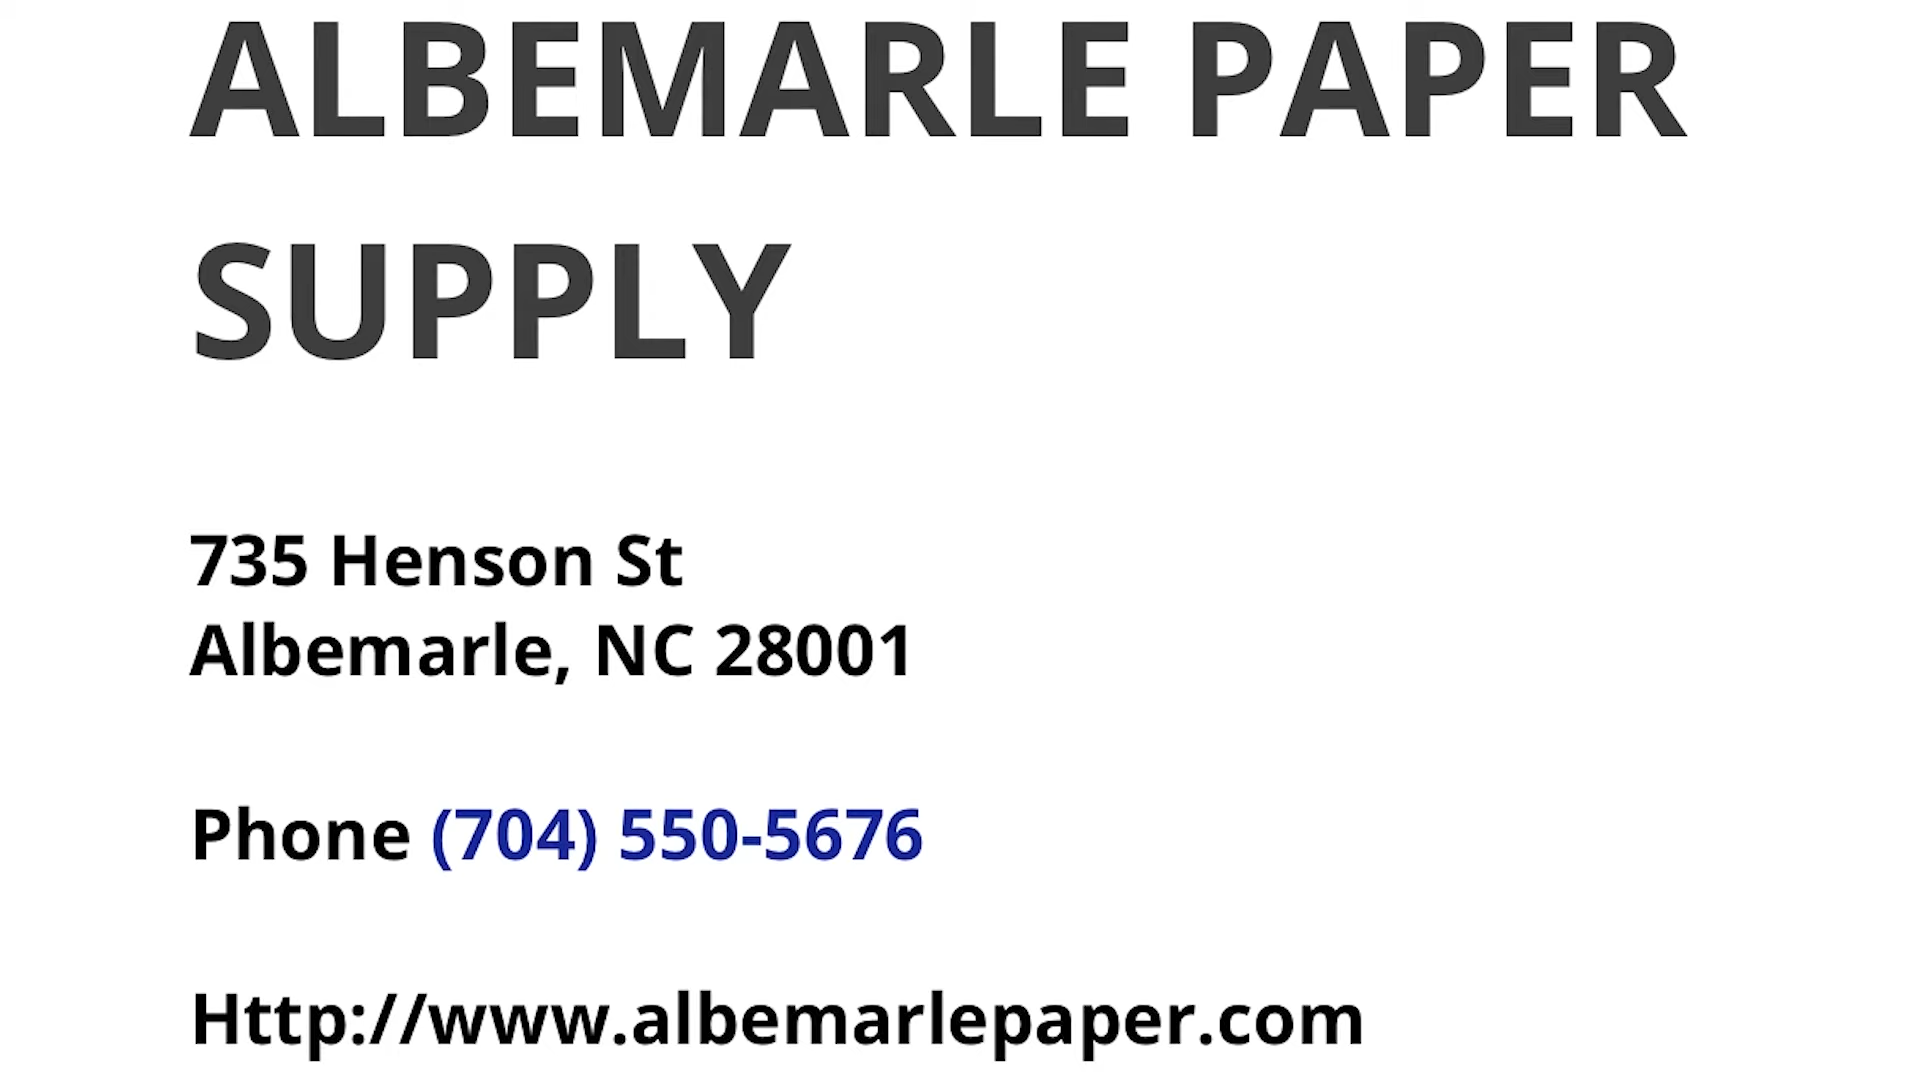 ALBEMARLE PAPER
SUPPLY
735 Henson St
Albemarle, NC 28001
Phone (704) 550-5676
Http://www.albemarlepaper.com